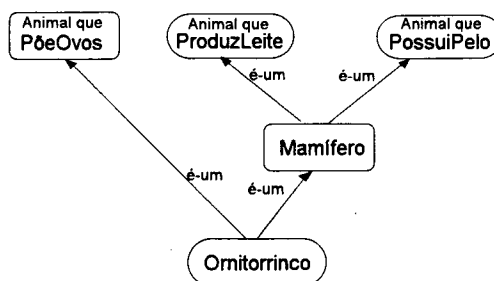 Animal que
PõeOvos
Animal que
ProduzLeite
Animal que
PossuiPelo
é-um
é-um
Mamífero
é-um
é-um
Ornitorrinco